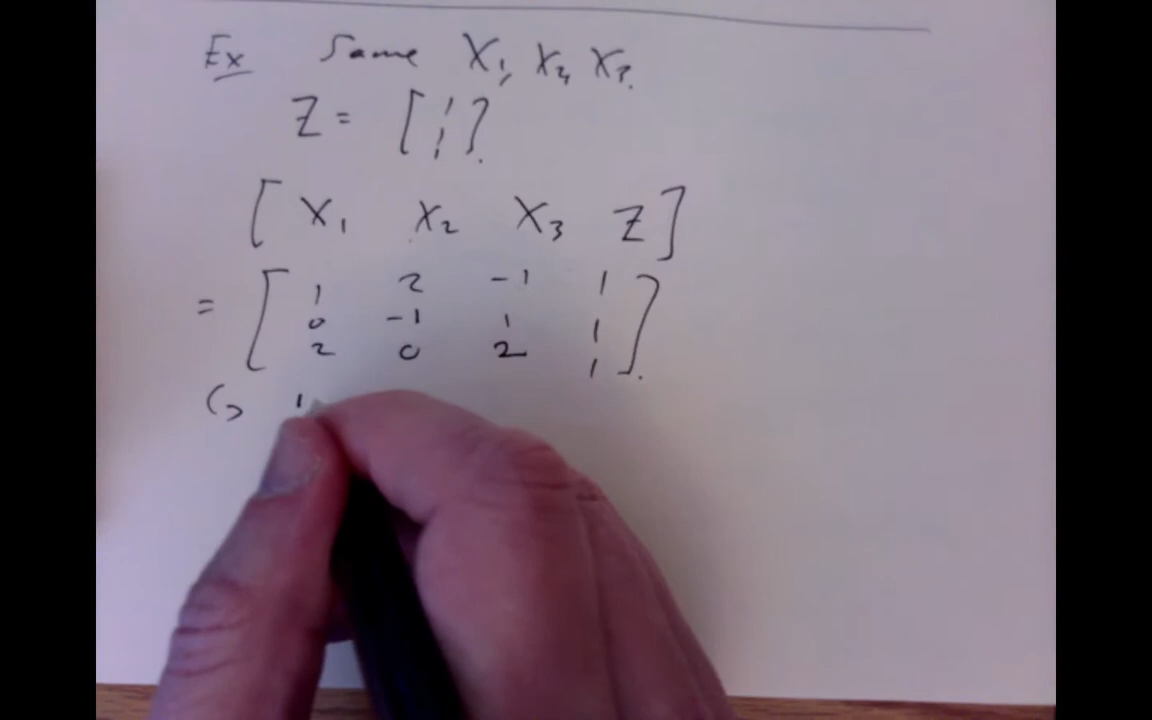 Ex Same X1, X2, X3.
Z = [1 1 1].
[ X1 X2 X3 Z ]
= [ 1 2 -1 1
0 -1 1 1
2 0 2 1 ].
↪ 1